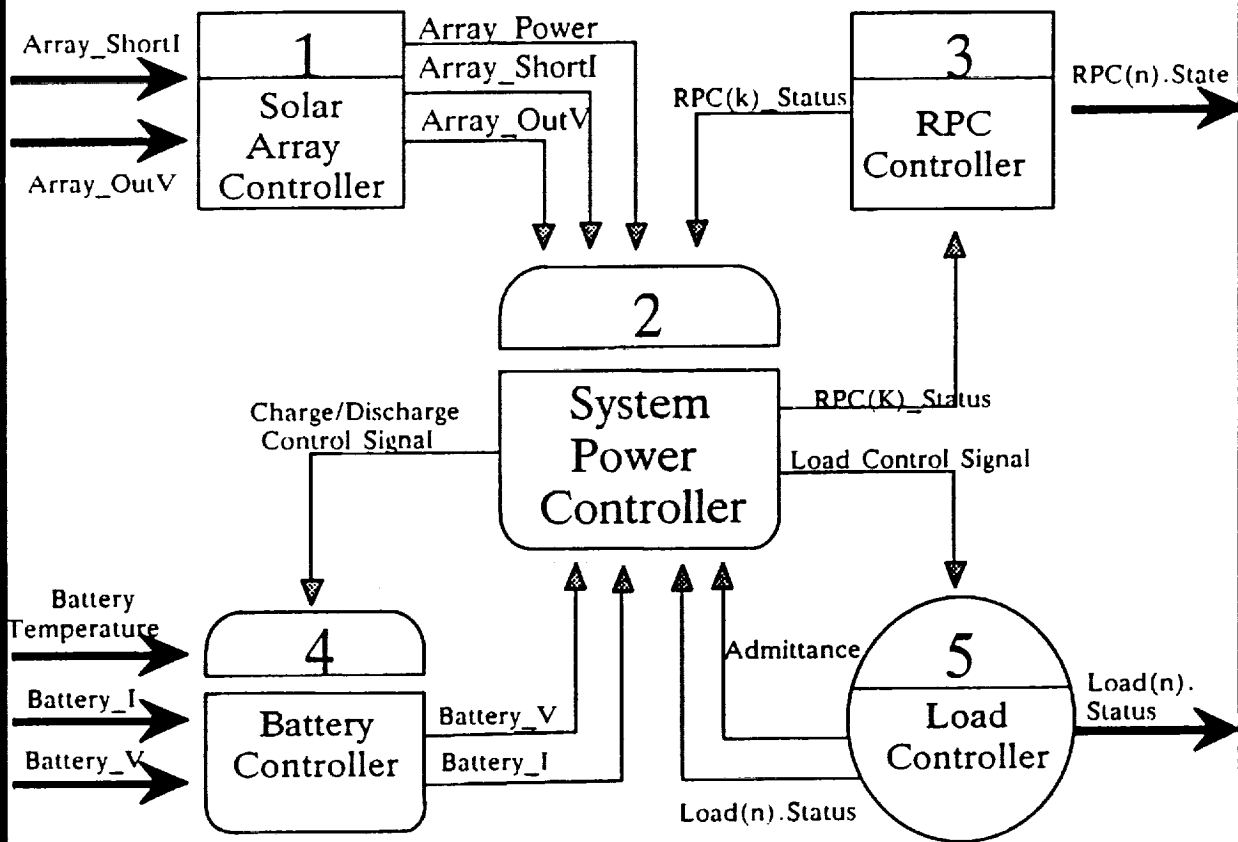 Array_ShortI
Array_OutV
1
Solar
Array
Controller
Array_Power
Array_ShortI
Array_OutV
RPC(k)_Status
3
RPC
Controller
RPC(n).State
2
System
Power
Controller
Charge/Discharge
Control Signal
RPC(K)_Status
Load Control Signal
Battery
Temperature
Battery_I
Battery_V
4
Battery
Controller
Battery_V
Battery_I
Admittance
Load(n).Status
5
Load
Controller
Load(n).
Status